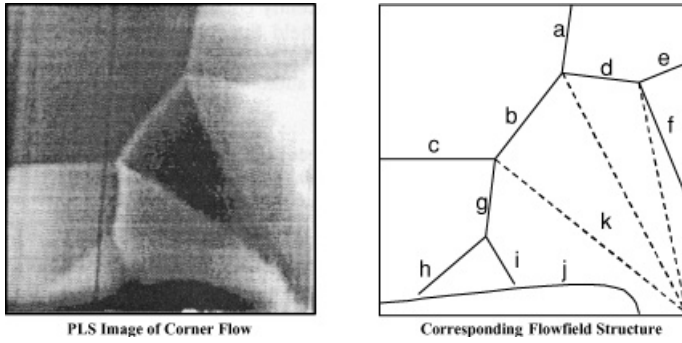 a
e
d
b
f
c
g
k
h
i
j
PLS Image of Corner Flow
Corresponding Flowfield Structure